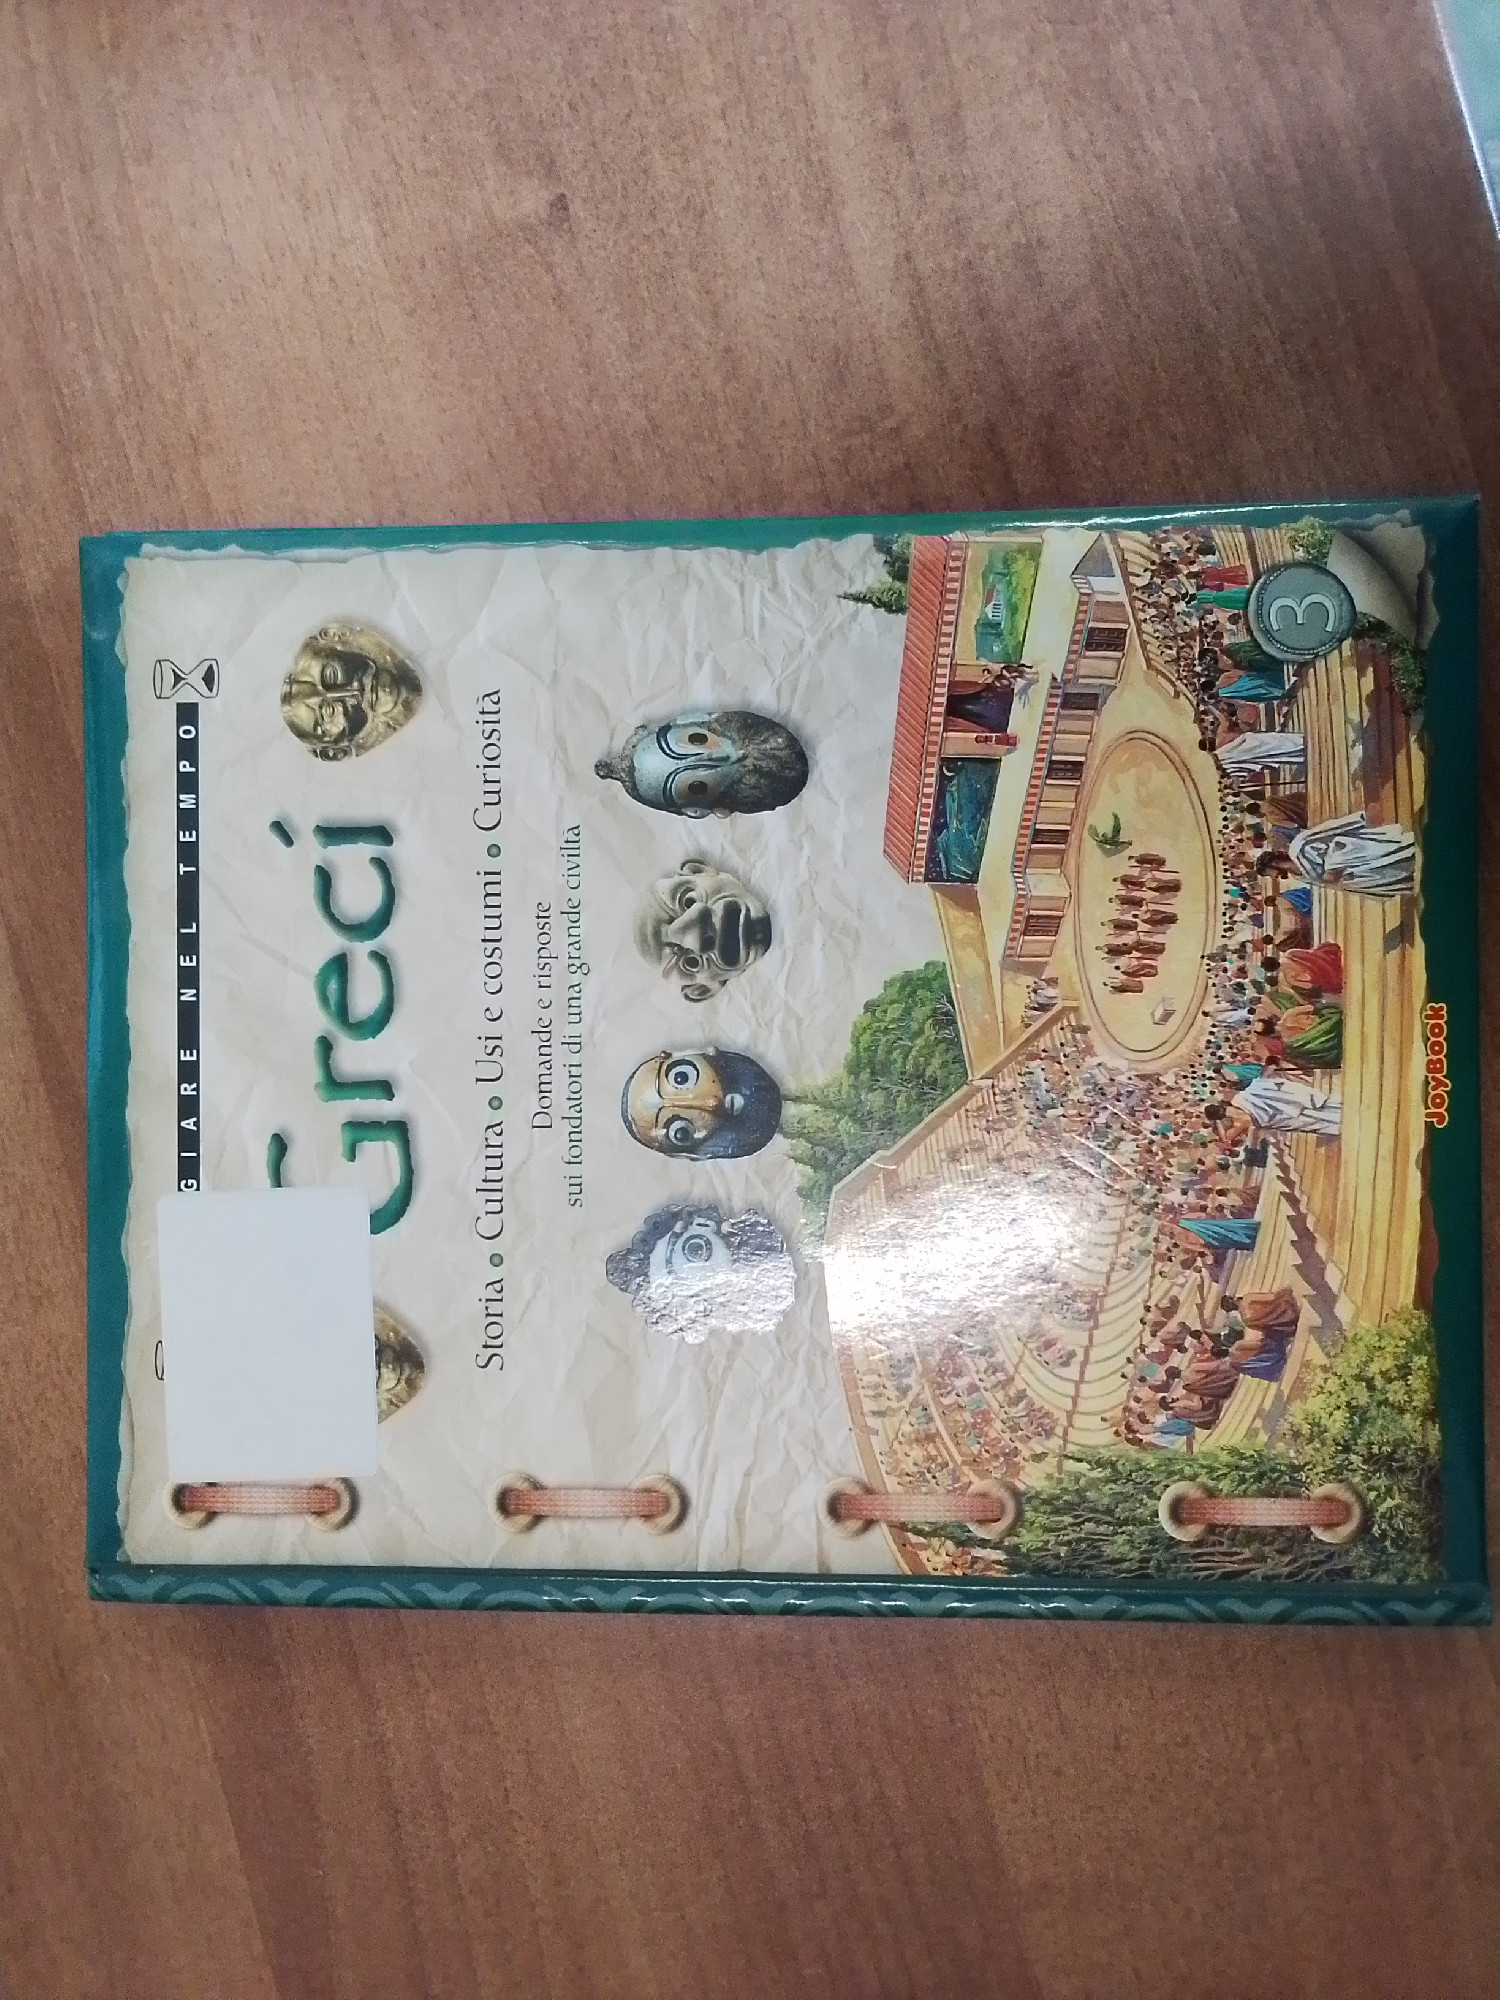 GIARE NEL TEMPO
Greci
Storia • Cultura • Usi e costumi • Curiosità
Domande e risposte
sui fondatori di una grande civiltà
3
JoyBook